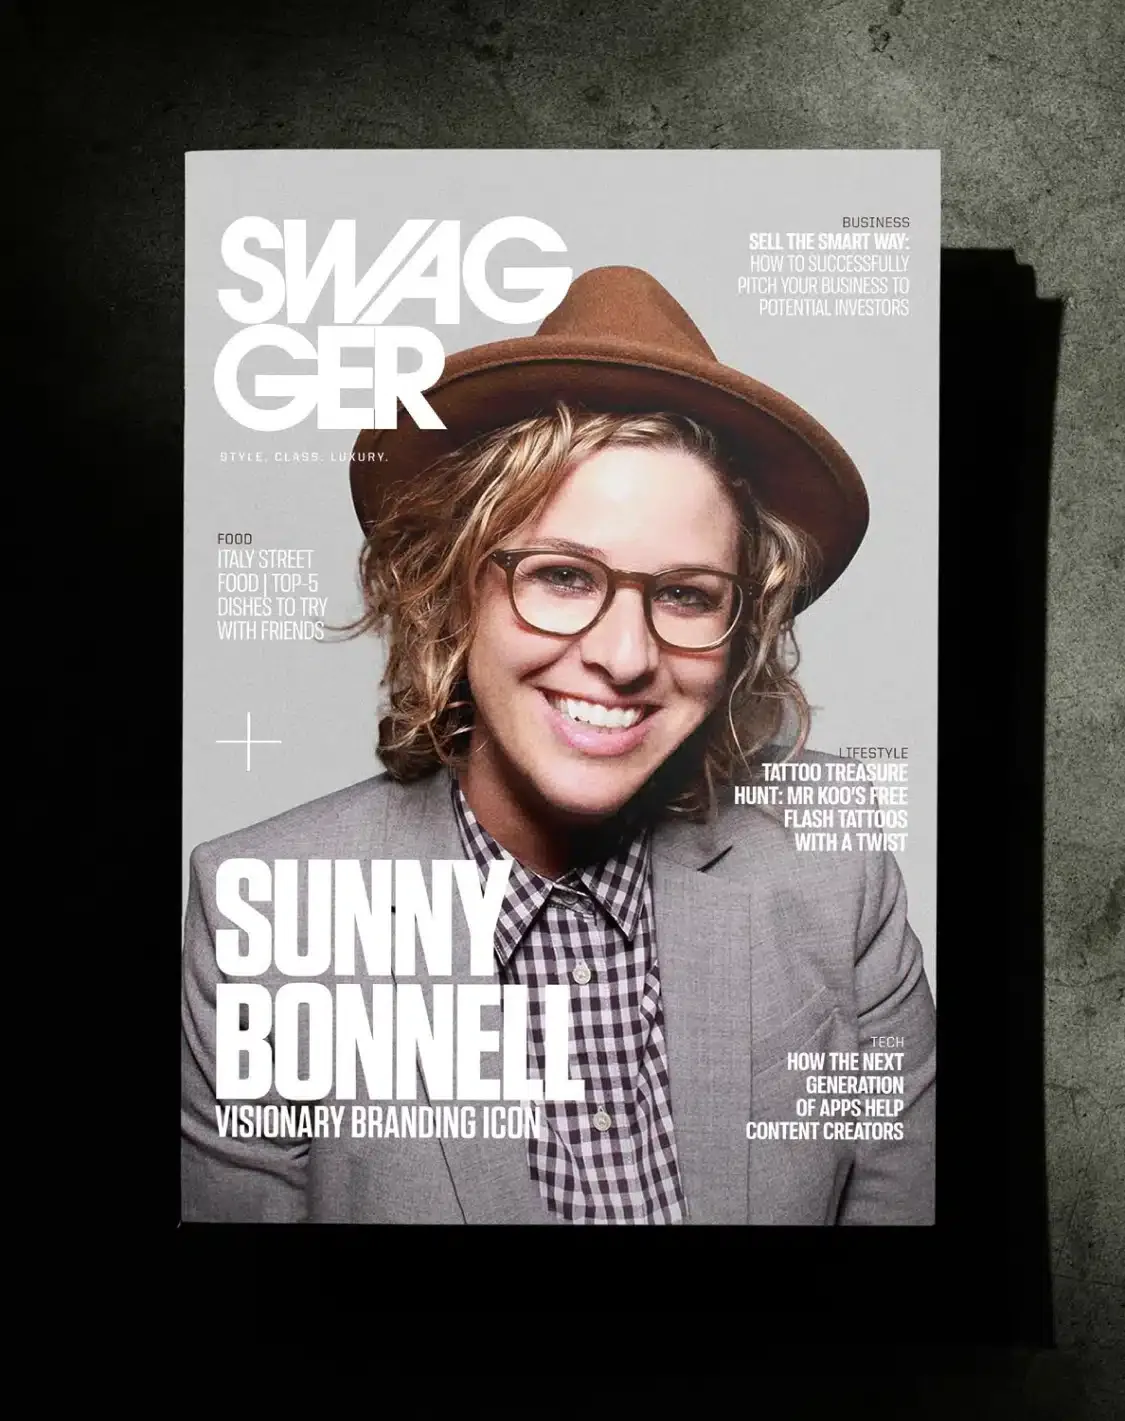 SWAG
GER
STYLE. CLASS. LUXURY.
BUSINESS
SELL THE SMART WAY:
HOW TO SUCCESSFULLY
PITCH YOUR BUSINESS TO
POTENTIAL INVESTORS
FOOD
ITALY STREET
FOOD | TOP-5
DISHES TO TRY
WITH FRIENDS
LIFESTYLE
TATTOO TREASURE
HUNT: MR KOO'S FREE
FLASH TATTOOS
WITH A TWIST
SUNNY
BONNELL
VISIONARY BRANDING ICON
TECH
HOW THE NEXT
GENERATION
OF APPS HELP
CONTENT CREATORS